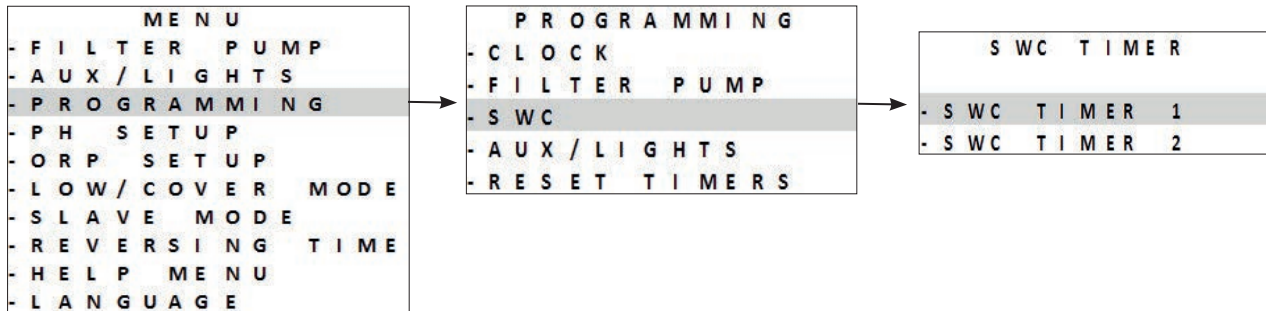 MENU
-FILTER PUMP
-AUX/LIGHTS
-PROGRAMMING
-PH SETUP
-ORP SETUP
-LOW/COVER MODE
-SLAVE MODE
-REVERSING TIME
-HELP MENU
-LANGUAGE
PROGRAMMING
-CLOCK
-FILTER PUMP
-SWC
-AUX/LIGHTS
-RESET TIMERS
SWC TIMER
-SWC TIMER 1
-SWC TIMER 2